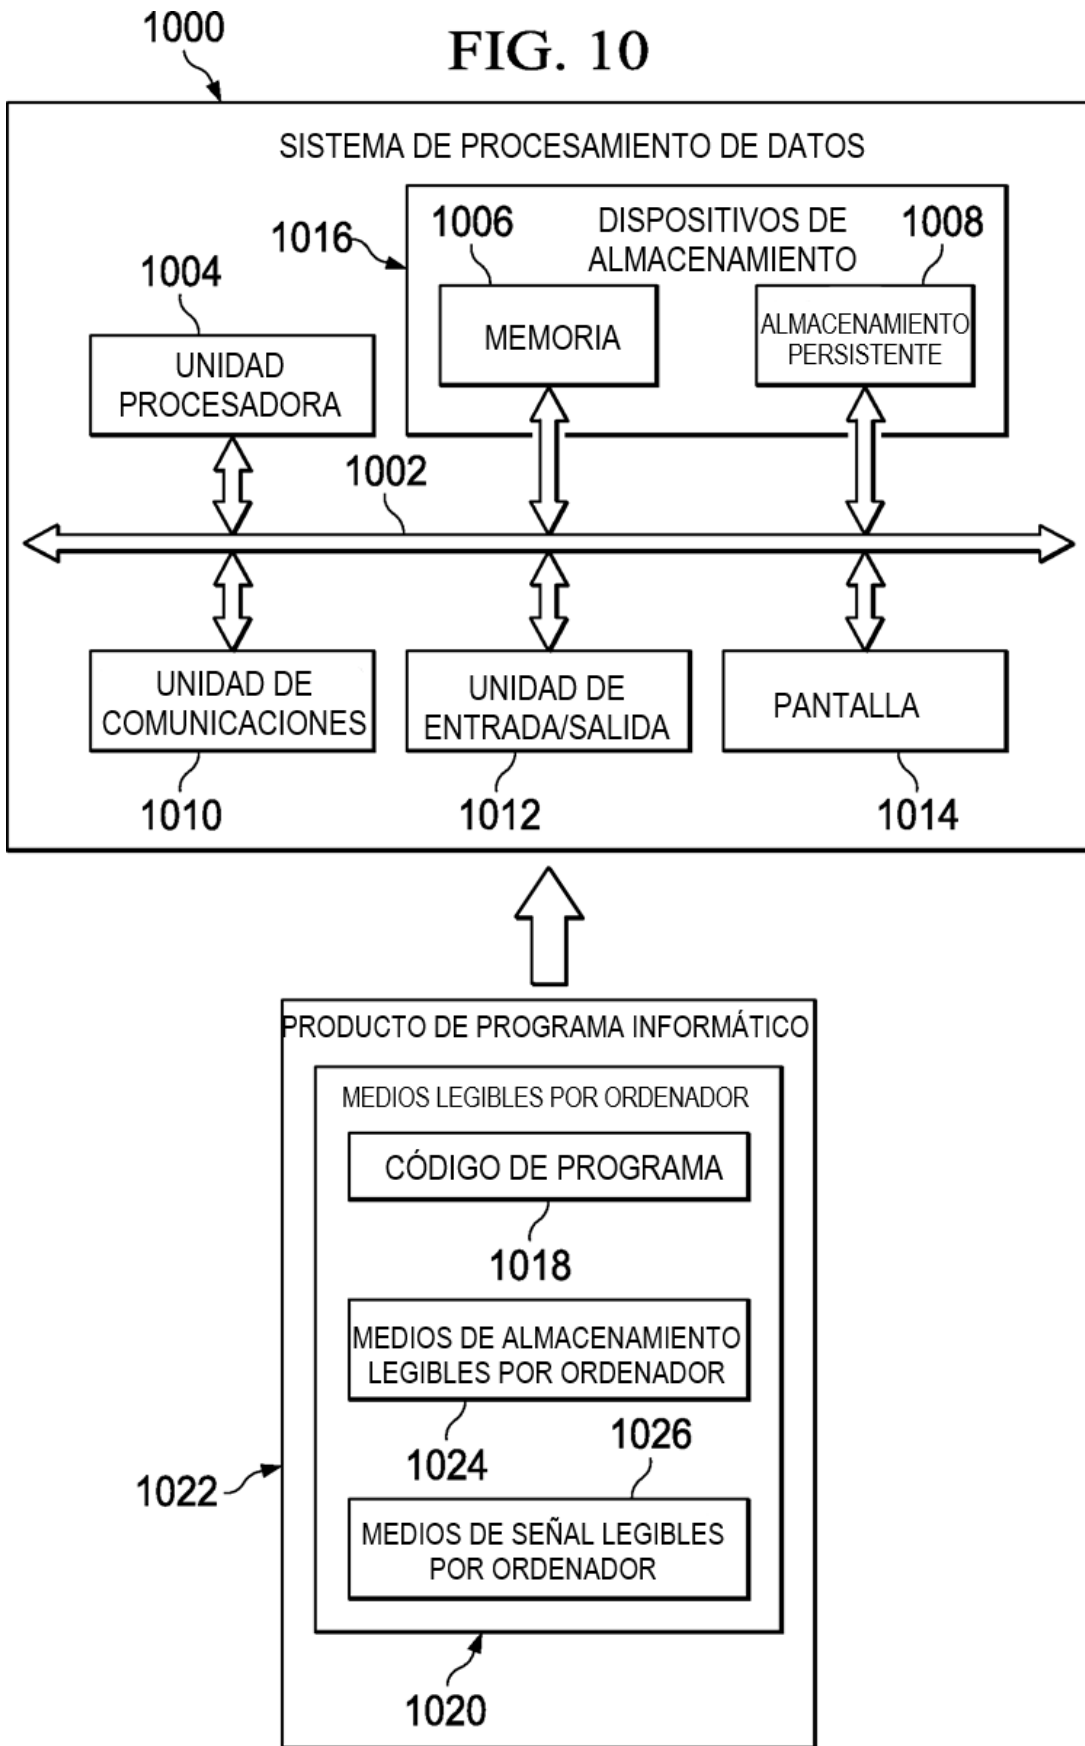 1000
FIG. 10
SISTEMA DE PROCESAMIENTO DE DATOS
1016
1006
DISPOSITIVOS DE
ALMACENAMIENTO
1008
1004
MEMORIA
ALMACENAMIENTO
PERSISTENTE
UNIDAD
PROCESADORA
1002
UNIDAD DE
COMUNICACIONES
UNIDAD DE
ENTRADA/SALIDA
PANTALLA
1010
1012
1014
PRODUCTO DE PROGRAMA INFORMÁTICO
MEDIOS LEGIBLES POR ORDENADOR
CÓDIGO DE PROGRAMA
1018
MEDIOS DE ALMACENAMIENTO
LEGIBLES POR ORDENADOR
1024
1026
1022
MEDIOS DE SEÑAL LEGIBLES
POR ORDENADOR
1020